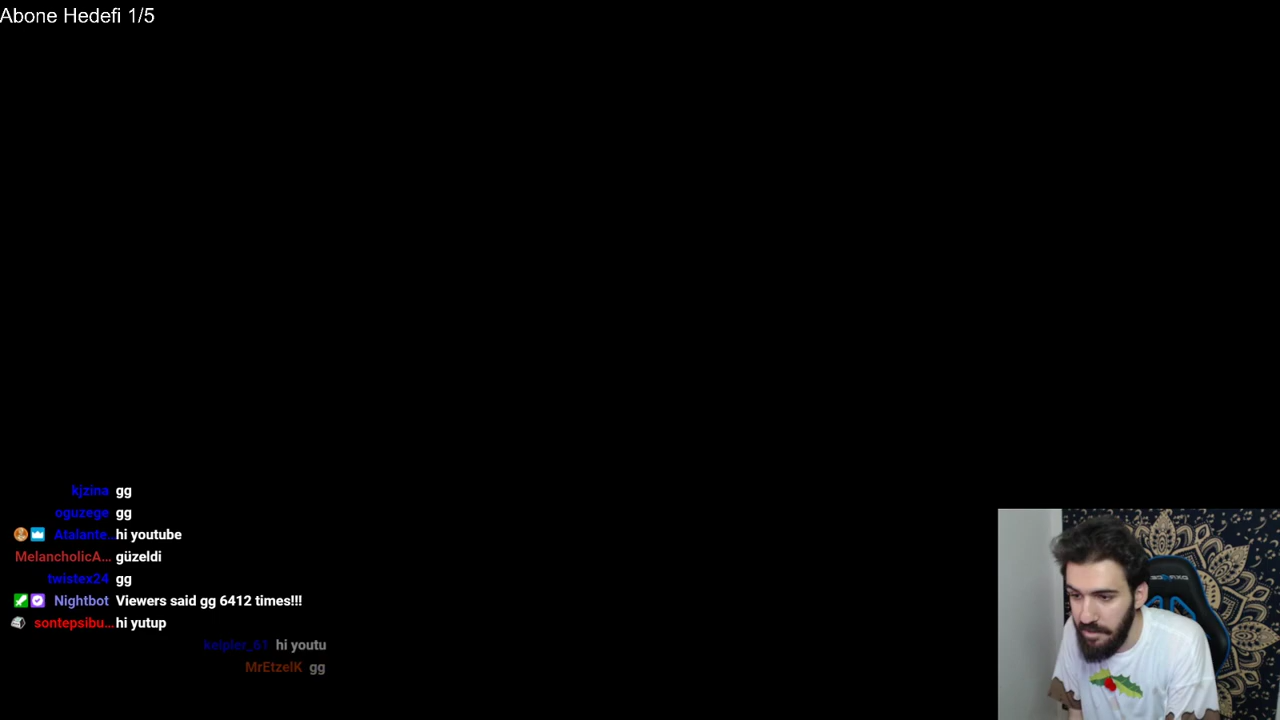 Abone Hedefi 1/5
kjzina gg
oguzege gg
Atalante... hi youtube
MelancholicA... güzeldi
twistex24 gg
Nightbot Viewers said gg 6412 times!!!
sontepsibu... hi yutup
kelpler_61 hi youtu
MrEtzelK gg